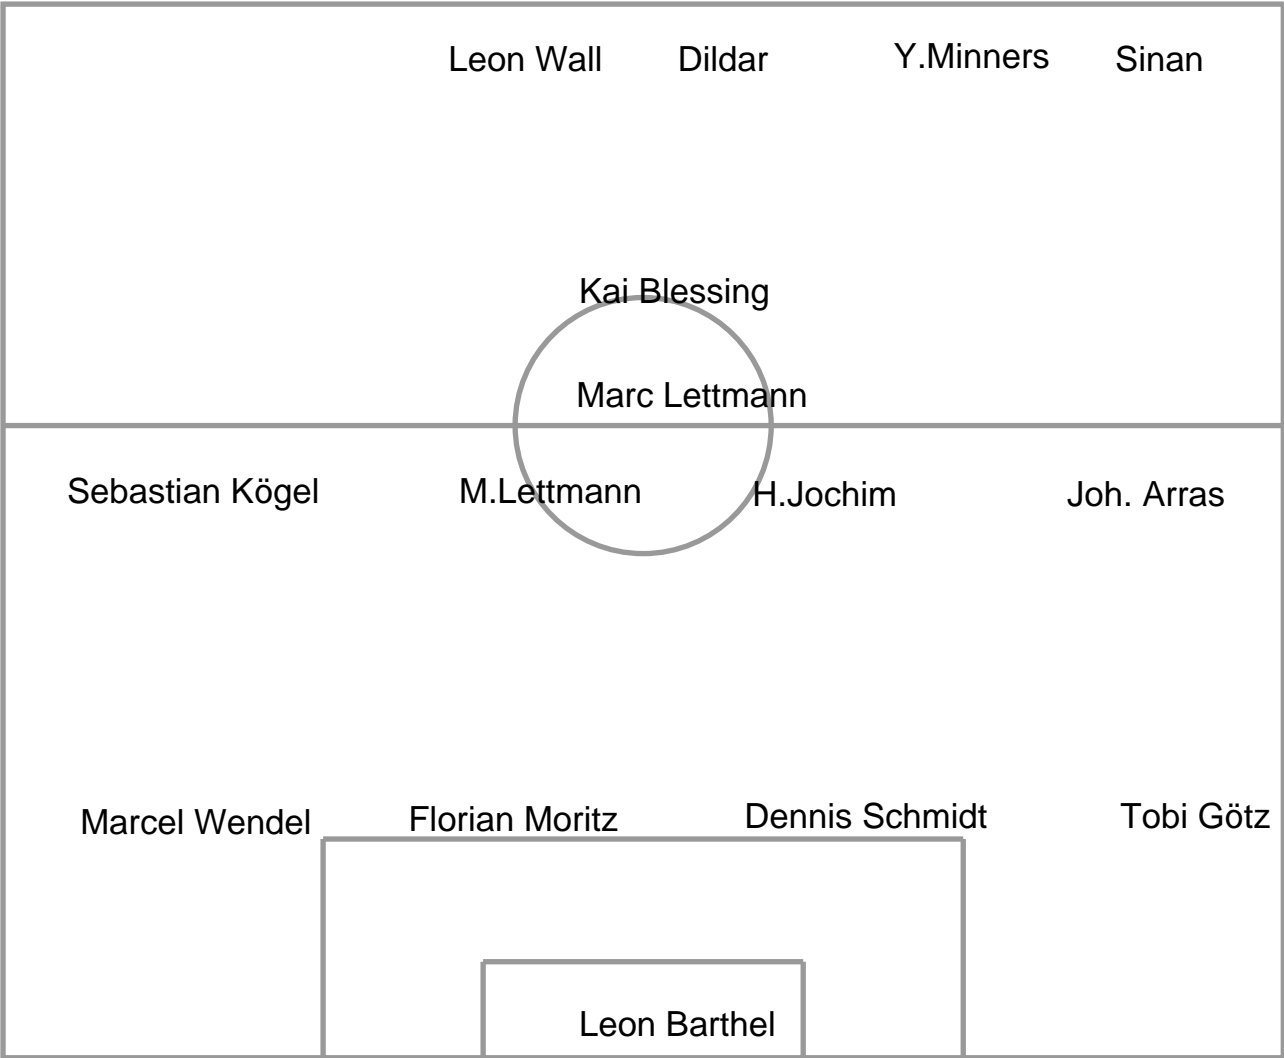 Leon Wall Dildar Y.Minners Sinan
Kai Blessing
Marc Lettmann
Sebastian Kögel M.Lettmann H.Jochim Joh. Arras
Marcel Wendel Florian Moritz Dennis Schmidt Tobi Götz
Leon Barthel